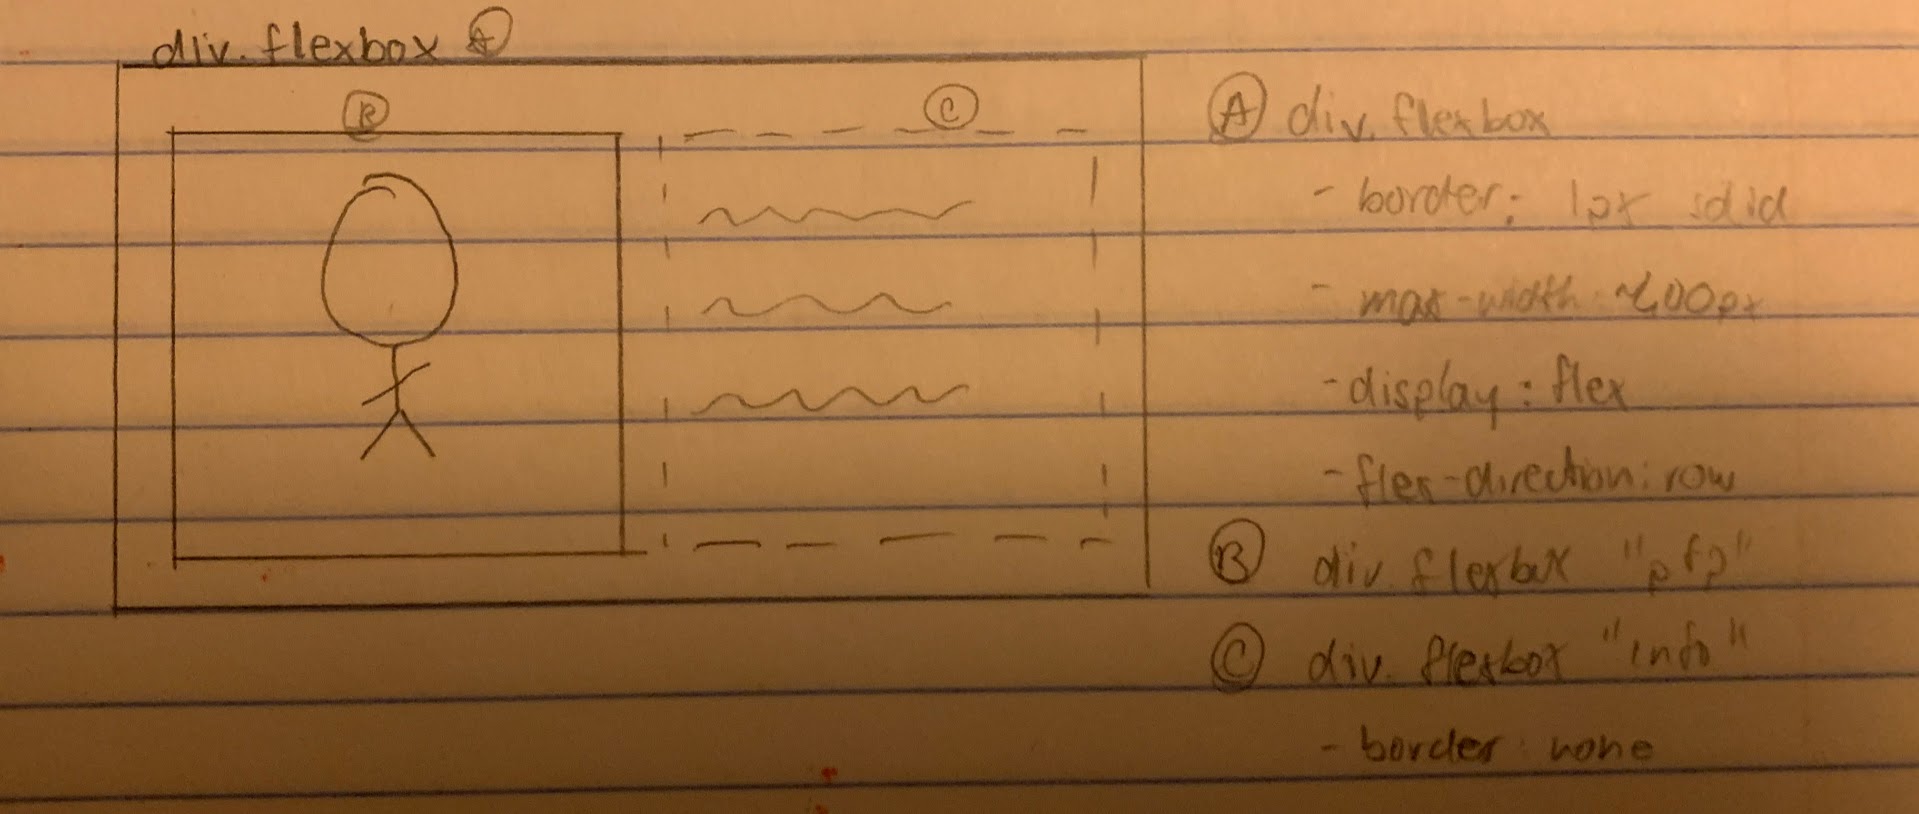 div.flexbox A
B
C
A div.flexbox
- border: 1px solid
- max-width: ~400px
- display: flex
- flex-direction: row
B div.flexbox "pfp"
C div.flexbox "info"
- border: none